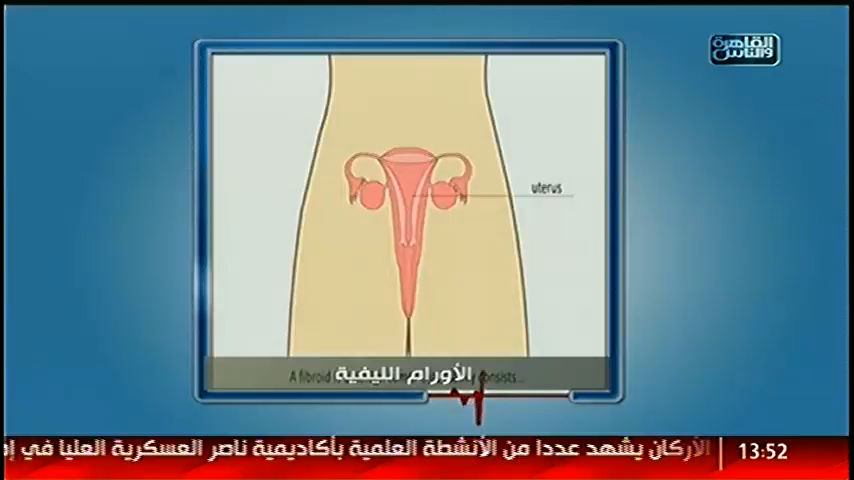 القاهرة
والناس
uterus
الأورام الليفية
A fibroid consists...
الأركان يشهد عددا من الأنشطة العلمية بأكاديمية ناصر العسكرية العليا في
13:52